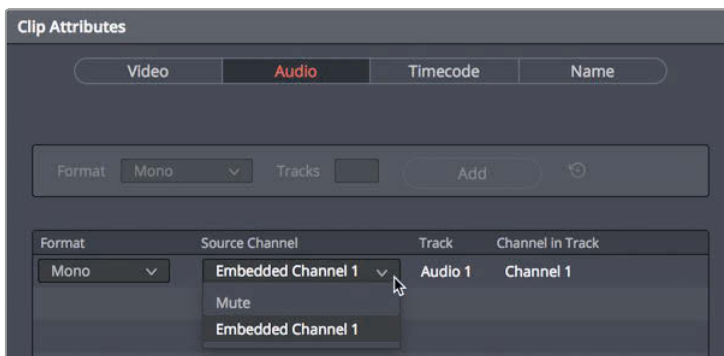 Clip Attributes
Video Audio Timecode Name
Format Mono Tracks Add
Format Source Channel Track Channel in Track
Mono Embedded Channel 1 Audio 1 Channel 1
Mute
Embedded Channel 1